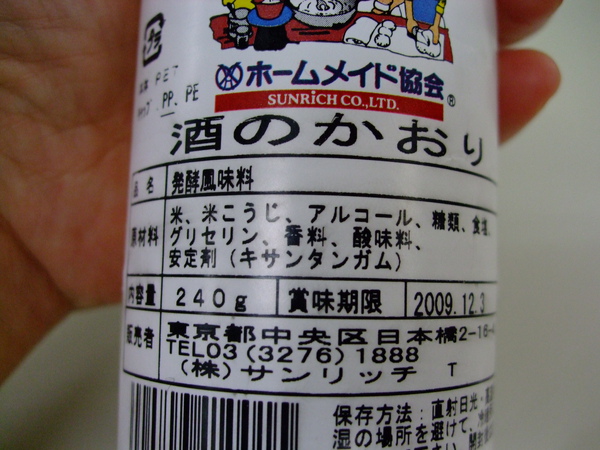 PET
PP、PE
ホームメイド協会®
SUNRiCH CO.,LTD.
酒のかおり
品 名 発酵風味料
原材料 米、米こうじ、アルコール、糖類、食塩、
グリセリン、香料、酸味料、
安定剤（キサンタンガム）
内容量 240g 賞味期限 2009.12.3
販売者 東京都中央区日本橋2-16-
TEL03(3276)1888
(株)サンリッチ T
保存方法:直射日光・
湿の場所を避けて、